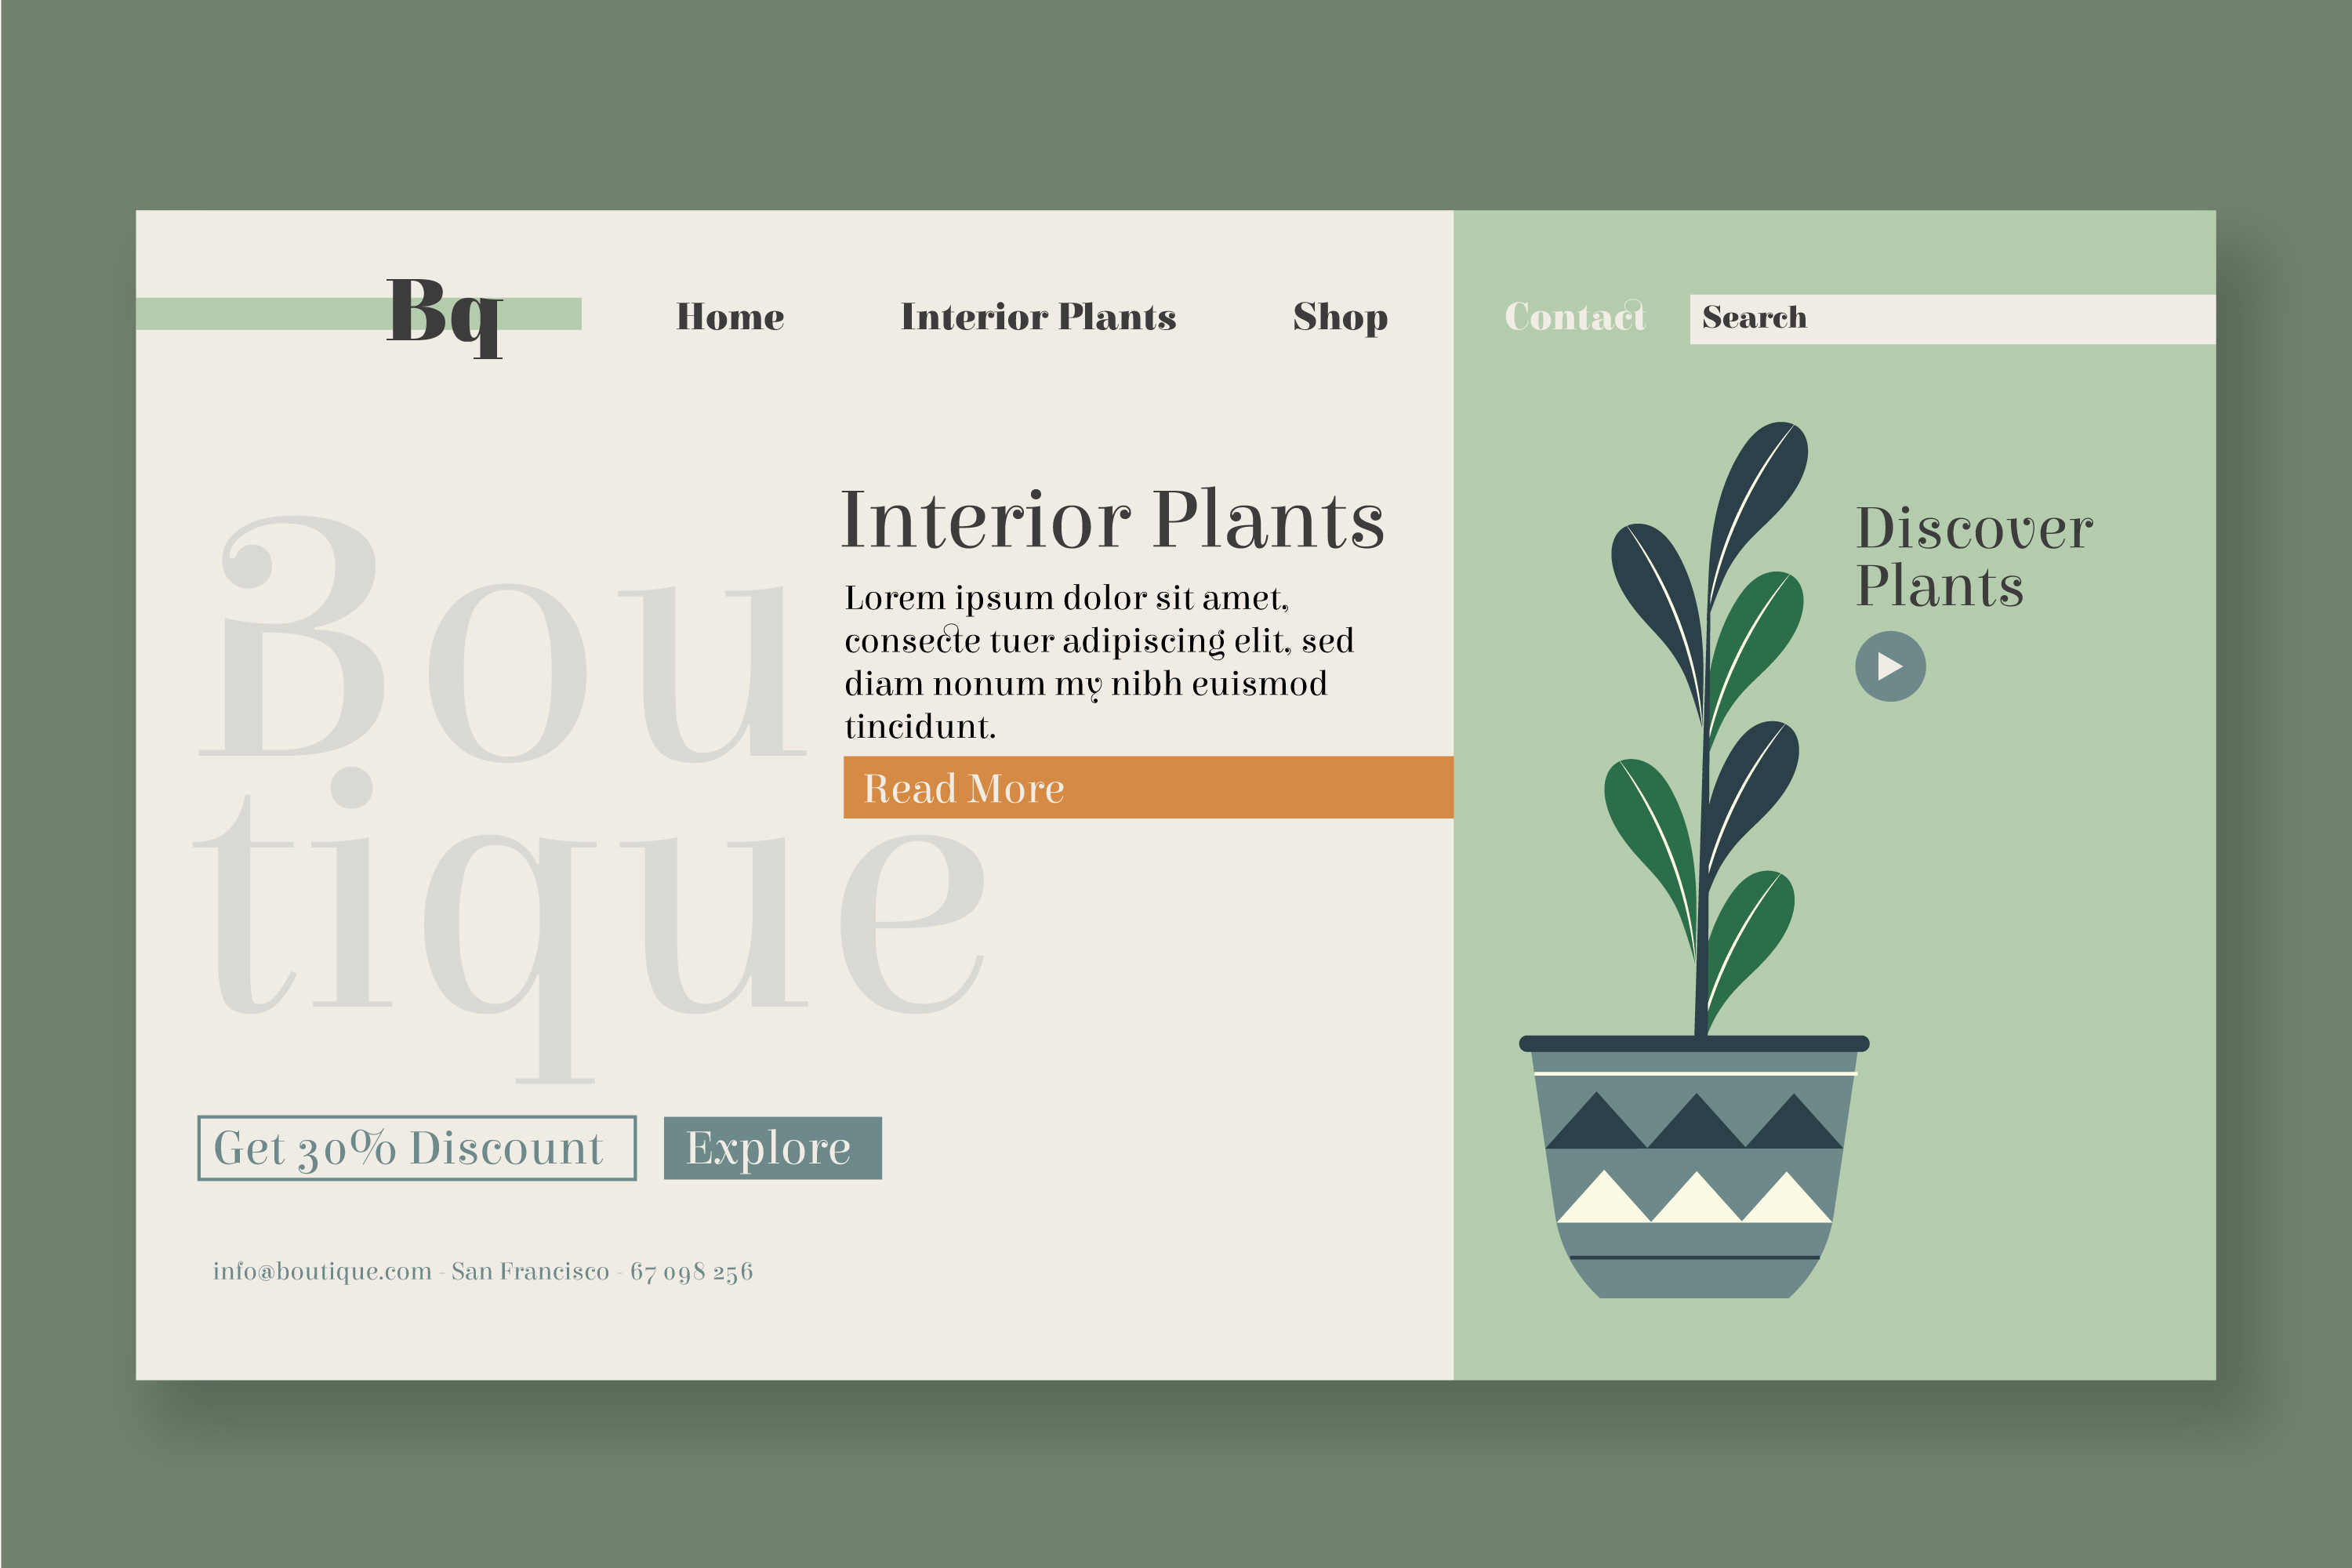 Bq
Home
Interior Plants
Shop
Contact
Search
Bou
tique
Interior Plants
Lorem ipsum dolor sit amet,
consecte tuer adipiscing elit, sed
diam nonum my nibh euismod
tincidunt.
Read More
Discover
Plants
Get 30% Discount
Explore
info@boutique.com - San Francisco - 67 098 256